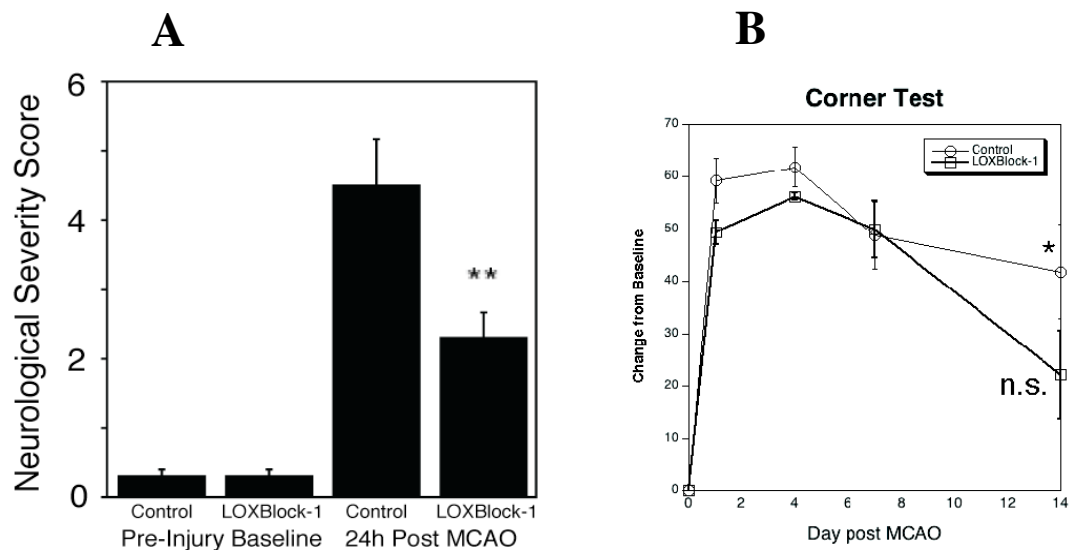 A
Neurological Severity Score
6
4
2
0
**
Control LOXBlock-1 Control LOXBlock-1
Pre-Injury Baseline 24h Post MCAO
B
Corner Test
Change from Baseline
70
60
50
40
30
20
10
0
Control
LOXBlock-1
*
n.s.
0 2 4 6 8 10 12 14
Day post MCAO